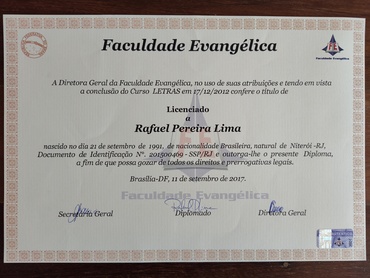 Faculdade Evangélica
Faculdade Evangélica
A Diretora Geral da Faculdade Evangélica, no uso de suas atribuições e tendo em vista
a conclusão do Curso LETRAS em 17/12/2012 confere o título de
Licenciado
a
Rafael Pereira Lima
nascido no dia 21 de setembro de 1991, de nacionalidade Brasileira, natural de Niterói -RJ,
Documento de Identificação Nº. 201500469 - SSP/RJ e outorga-lhe o presente Diploma,
a fim de que possa gozar de todos os direitos e prerrogativas legais.
Faculdade Evangélica
Brasília-DF, 11 de setembro de 2017.
Secretária Geral
Diplomado
Diretora Geral